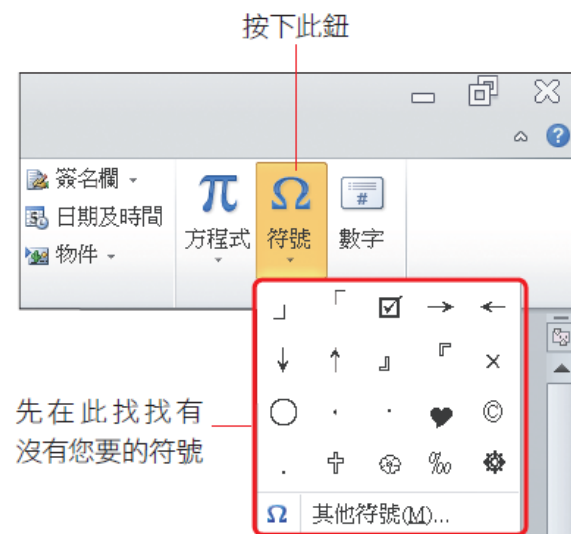 按下此鈕
簽名欄
日期及時間
物件
π
方程式
Ω
符號
#
數字
?
」 「 ☑ → ←
↓ ↑ 』 『 ×
○ ‧ · ♥ ©
. ✞ ֎ ‰ ☸
先在此找找有
沒有您要的符號
Ω 其他符號(M)...